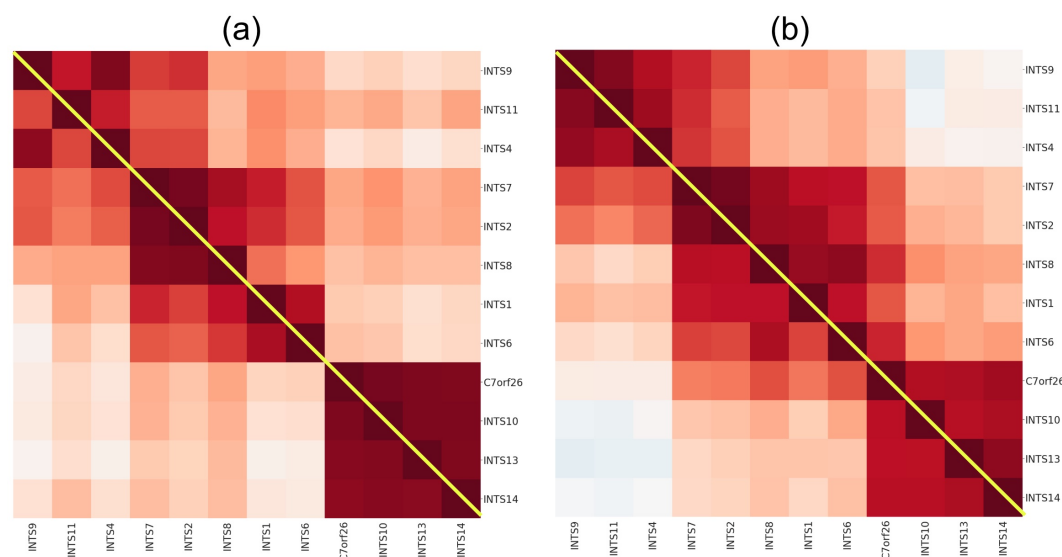 (a)
(b)
INTS9
INTS11
INTS4
INTS7
INTS2
INTS8
INTS1
INTS6
C7orf26
INTS10
INTS13
INTS14
INTS9
INTS11
INTS4
INTS7
INTS2
INTS8
INTS1
INTS6
C7orf26
INTS10
INTS13
INTS14
INTS9
INTS11
INTS4
INTS7
INTS2
INTS8
INTS1
INTS6
C7orf26
INTS10
INTS13
INTS14
INTS9
INTS11
INTS4
INTS7
INTS2
INTS8
INTS1
INTS6
C7orf26
INTS10
INTS13
INTS14